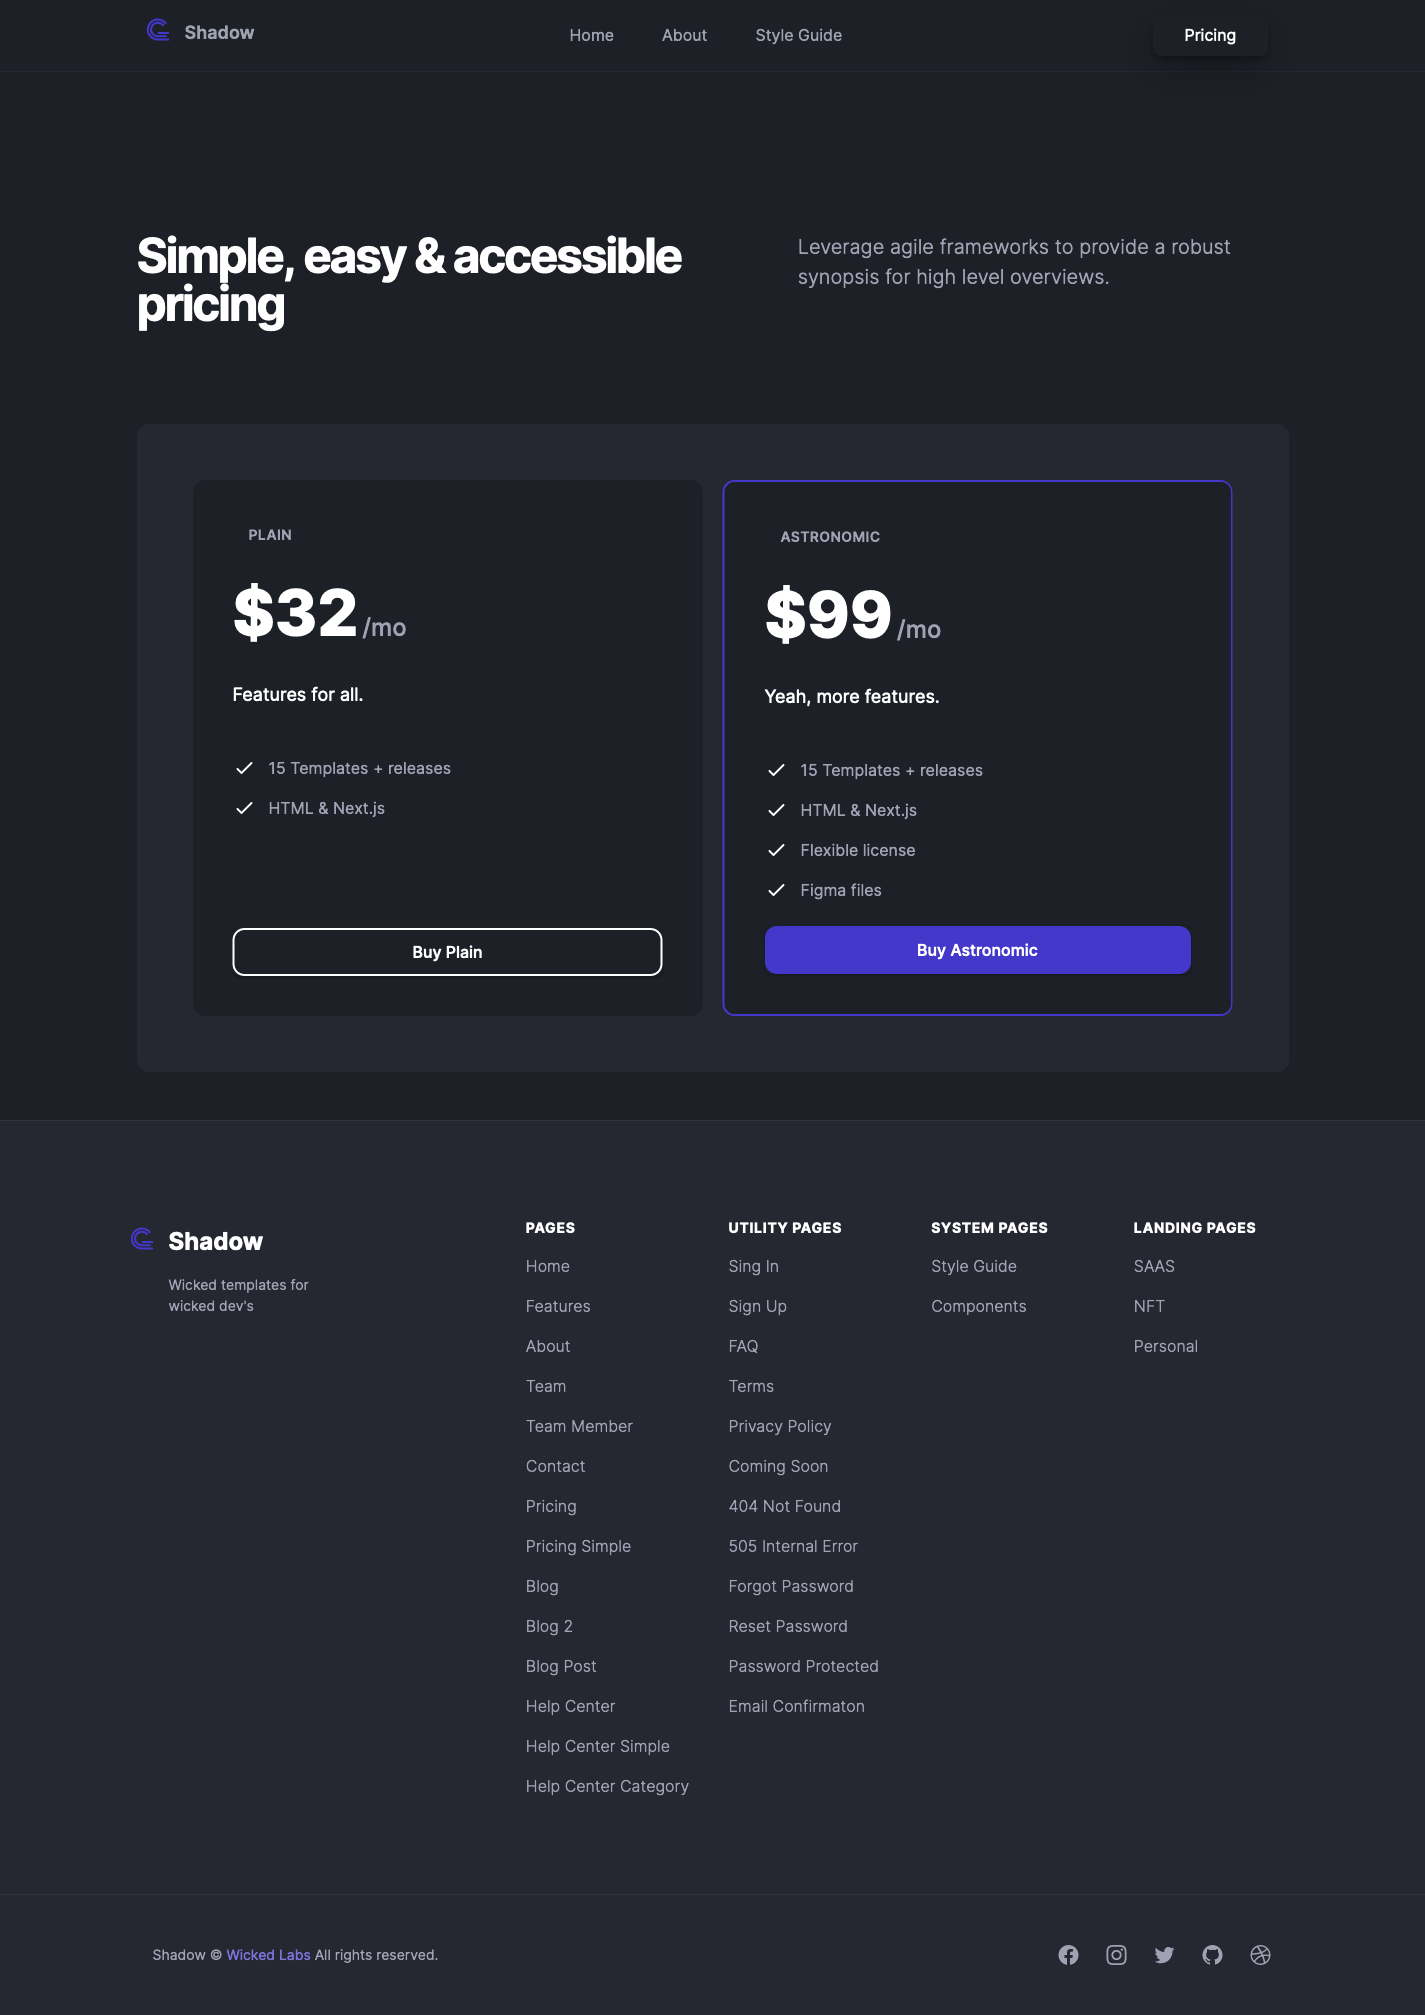 Shadow
Home
About
Style Guide
Pricing
Simple, easy & accessible
pricing
Leverage agile frameworks to provide a robust
synopsis for high level overviews.
PLAIN
$32 /mo
Features for all.
15 Templates + releases
HTML & Next.js
Buy Plain
ASTRONOMIC
$99 /mo
Yeah, more features.
15 Templates + releases
HTML & Next.js
Flexible license
Figma files
Buy Astronomic
Shadow
Wicked templates for
wicked dev's
PAGES
Home
Features
About
Team
Team Member
Contact
Pricing
Pricing Simple
Blog
Blog 2
Blog Post
Help Center
Help Center Simple
Help Center Category
UTILITY PAGES
Sing In
Sign Up
FAQ
Terms
Privacy Policy
Coming Soon
404 Not Found
505 Internal Error
Forgot Password
Reset Password
Password Protected
Email Confirmaton
SYSTEM PAGES
Style Guide
Components
LANDING PAGES
SAAS
NFT
Personal
Shadow © Wicked Labs All rights reserved.